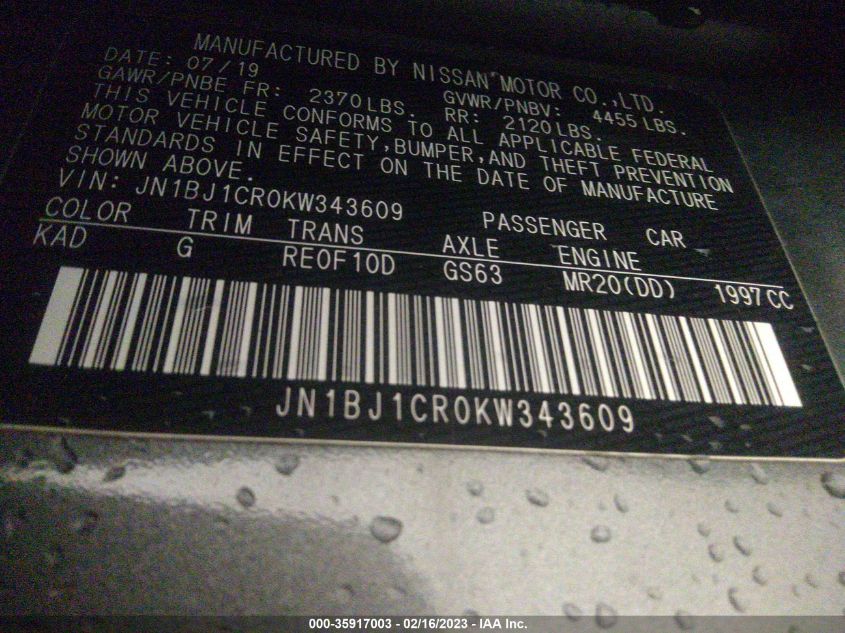 MANUFACTURED BY NISSAN MOTOR CO.,LTD.
DATE: 07/19 GVWR/PNBV: 4455 LBS.
GAWR/PNBE FR: 2370 LBS. RR: 2120 LBS.
THIS VEHICLE CONFORMS TO ALL APPLICABLE FEDERAL
MOTOR VEHICLE SAFETY, BUMPER, AND THEFT PREVENTION
STANDARDS IN EFFECT ON THE DATE OF MANUFACTURE
SHOWN ABOVE.
VIN: JN1BJ1CR0KW343609 PASSENGER CAR
COLOR TRIM TRANS AXLE ENGINE
KAD G RE0F10D GS63 MR20(DD) 1997CC
JN1BJ1CR0KW343609
000-35917003 - 02/16/2023 - IAA Inc.